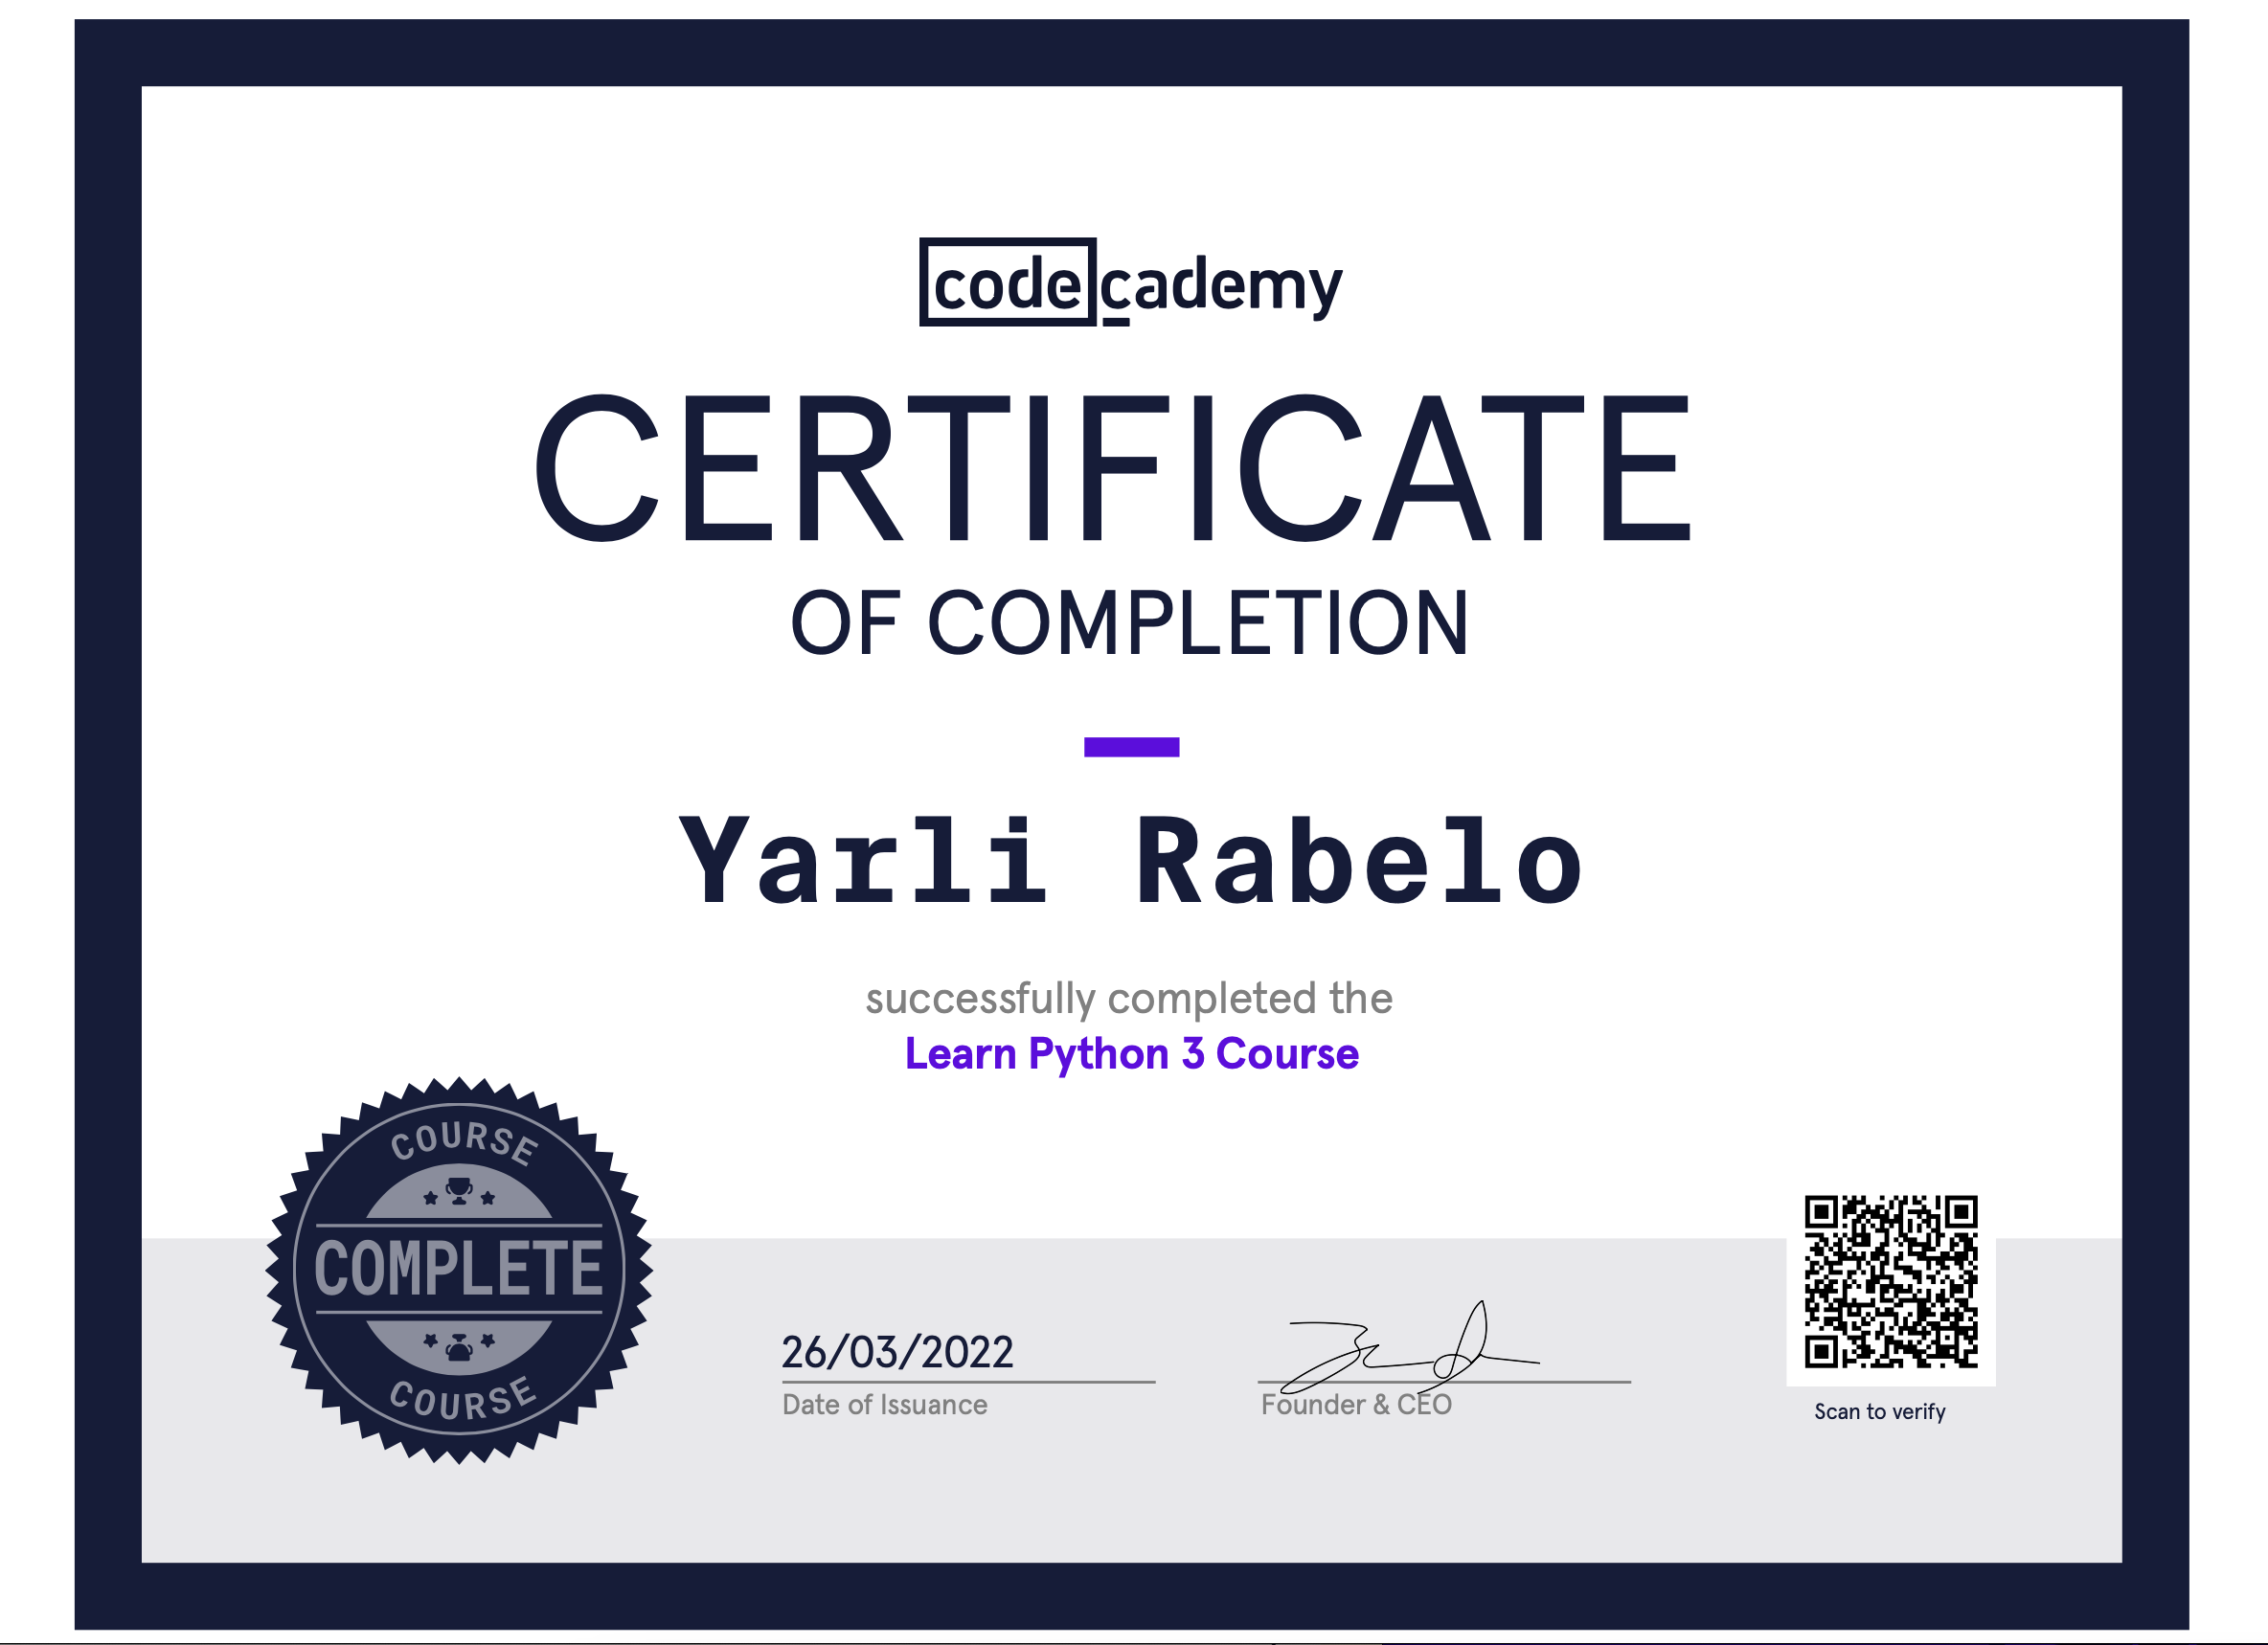 codecademy
CERTIFICATE
OF COMPLETION
Yarli Rabelo
successfully completed the
Learn Python 3 Course
COURSE
COMPLETE
COURSE
26/03/2022
Date of Issuance
Founder & CEO
Scan to verify